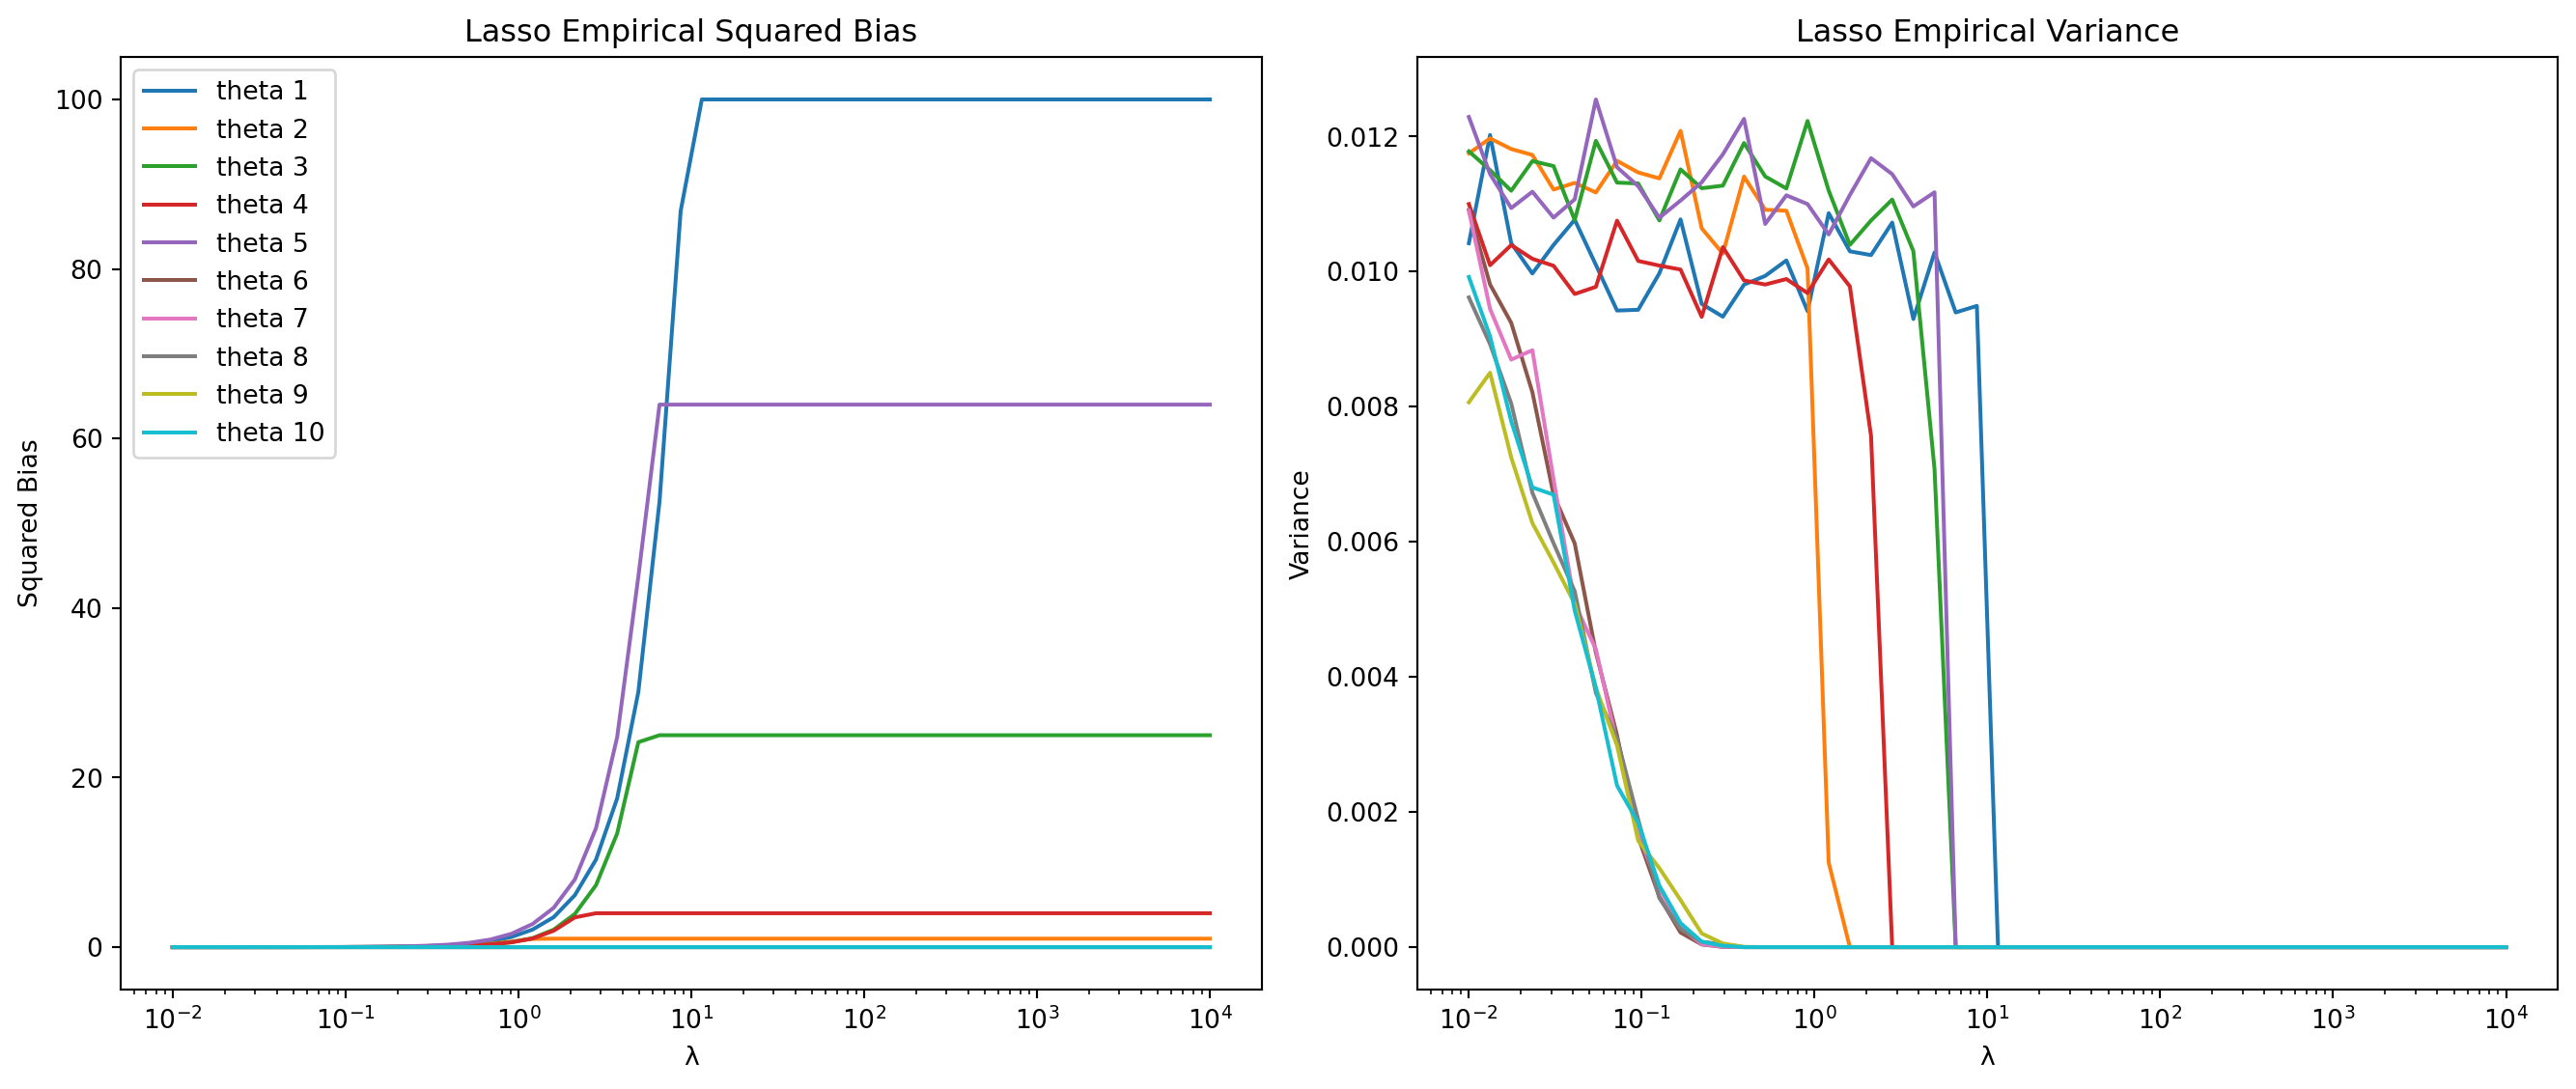 Lasso Empirical Squared Bias
Squared Bias
100
80
60
40
20
0
theta 1
theta 2
theta 3
theta 4
theta 5
theta 6
theta 7
theta 8
theta 9
theta 10
10⁻² 10⁻¹ 10⁰ 10¹ 10² 10³ 10⁴
λ
Lasso Empirical Variance
Variance
0.012
0.010
0.008
0.006
0.004
0.002
0.000
10⁻² 10⁻¹ 10⁰ 10¹ 10² 10³ 10⁴
λ